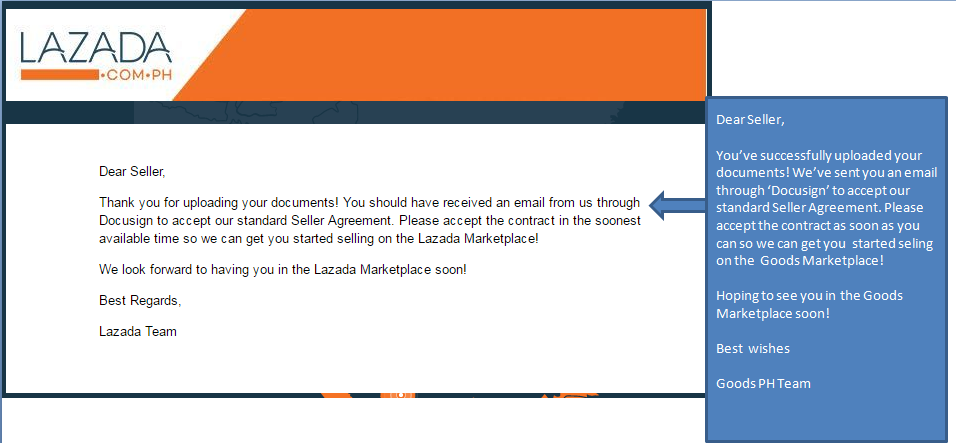 LAZADA
.COM.PH
Dear Seller,
Thank you for uploading your documents! You should have received an email from us through
Docusign to accept our standard Seller Agreement. Please accept the contract in the soonest
available time so we can get you started selling on the Lazada Marketplace!
We look forward to having you in the Lazada Marketplace soon!
Best Regards,
Lazada Team
Dear Seller,
You’ve successfully uploaded your
documents! We’ve sent you an email
through ‘Docusign’ to accept our
standard Seller Agreement. Please
accept the contract as soon as you
can so we can get you started seling
on the Goods Marketplace!
Hoping to see you in the Goods
Marketplace soon!
Best wishes
Goods PH Team